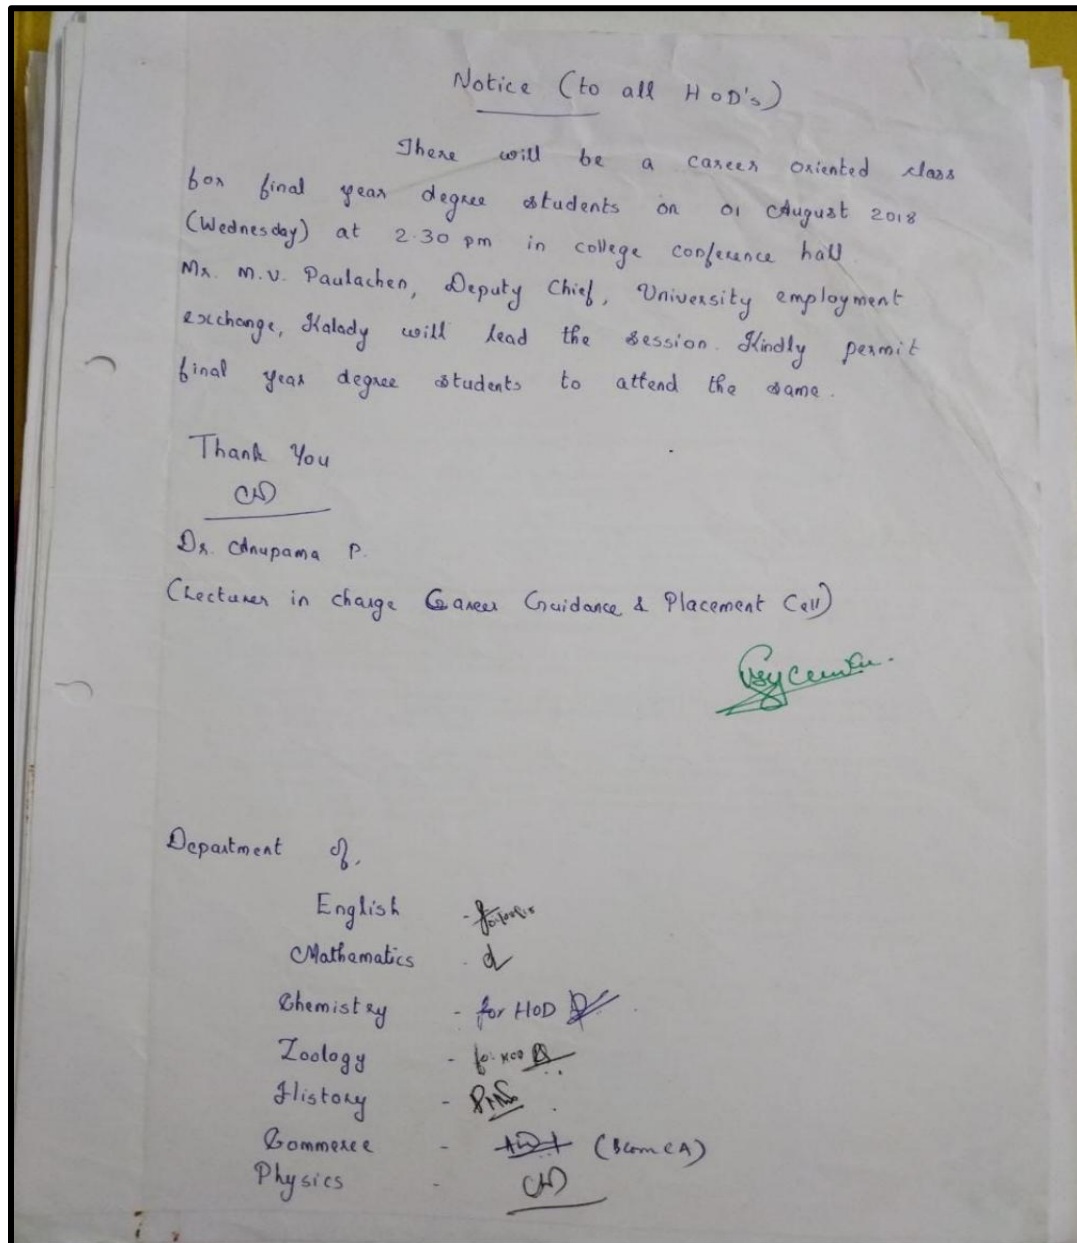 Notice (to all HOD's)
There will be a career oriented class
for final year degree students on 01 August 2018
(Wednesday) at 2.30 pm in college conference hall.
Mr. M.V. Paulachen, Deputy Chief, University employment
exchange, Kalady will lead the session. Kindly permit
final year degree students to attend the same.
Thank You
Dr. Anupama P.
(Lecturer in charge Career Guidance & Placement Cell)
Department of,
English -
Mathematics -
Chemistry - for HOD
Zoology - for HOD
History -
Commerce - (Bcom CA)
Physics -